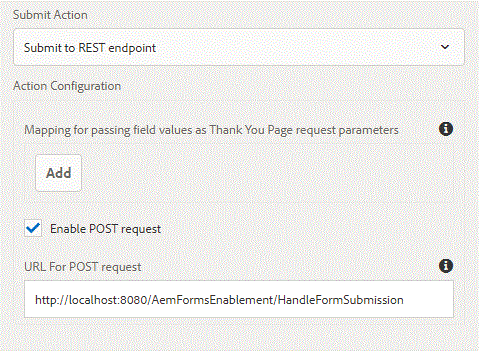 Submit Action
Submit to REST endpoint
Action Configuration
Mapping for passing field values as Thank You Page request parameters
Add
Enable POST request
URL For POST request
http://localhost:8080/AemFormsEnablement/HandleFormSubmission